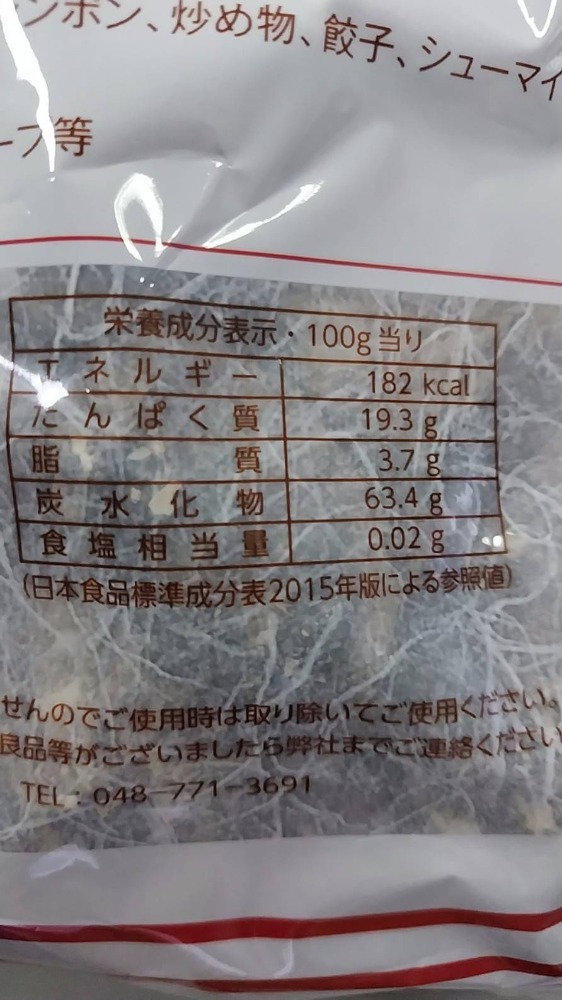 ンポン、炒め物、餃子、シューマイ
ープ等
栄養成分表示・100g当り
エネルギー 182 kcal
たんぱく質 19.3 g
脂質 3.7 g
炭水化物 63.4 g
食塩相当量 0.02 g
(日本食品標準成分表2015年版による参照値)
せんのでご使用時は取り除いてご使用ください。
良品等がございましたら弊社までご連絡ください
TEL:048-771-3691